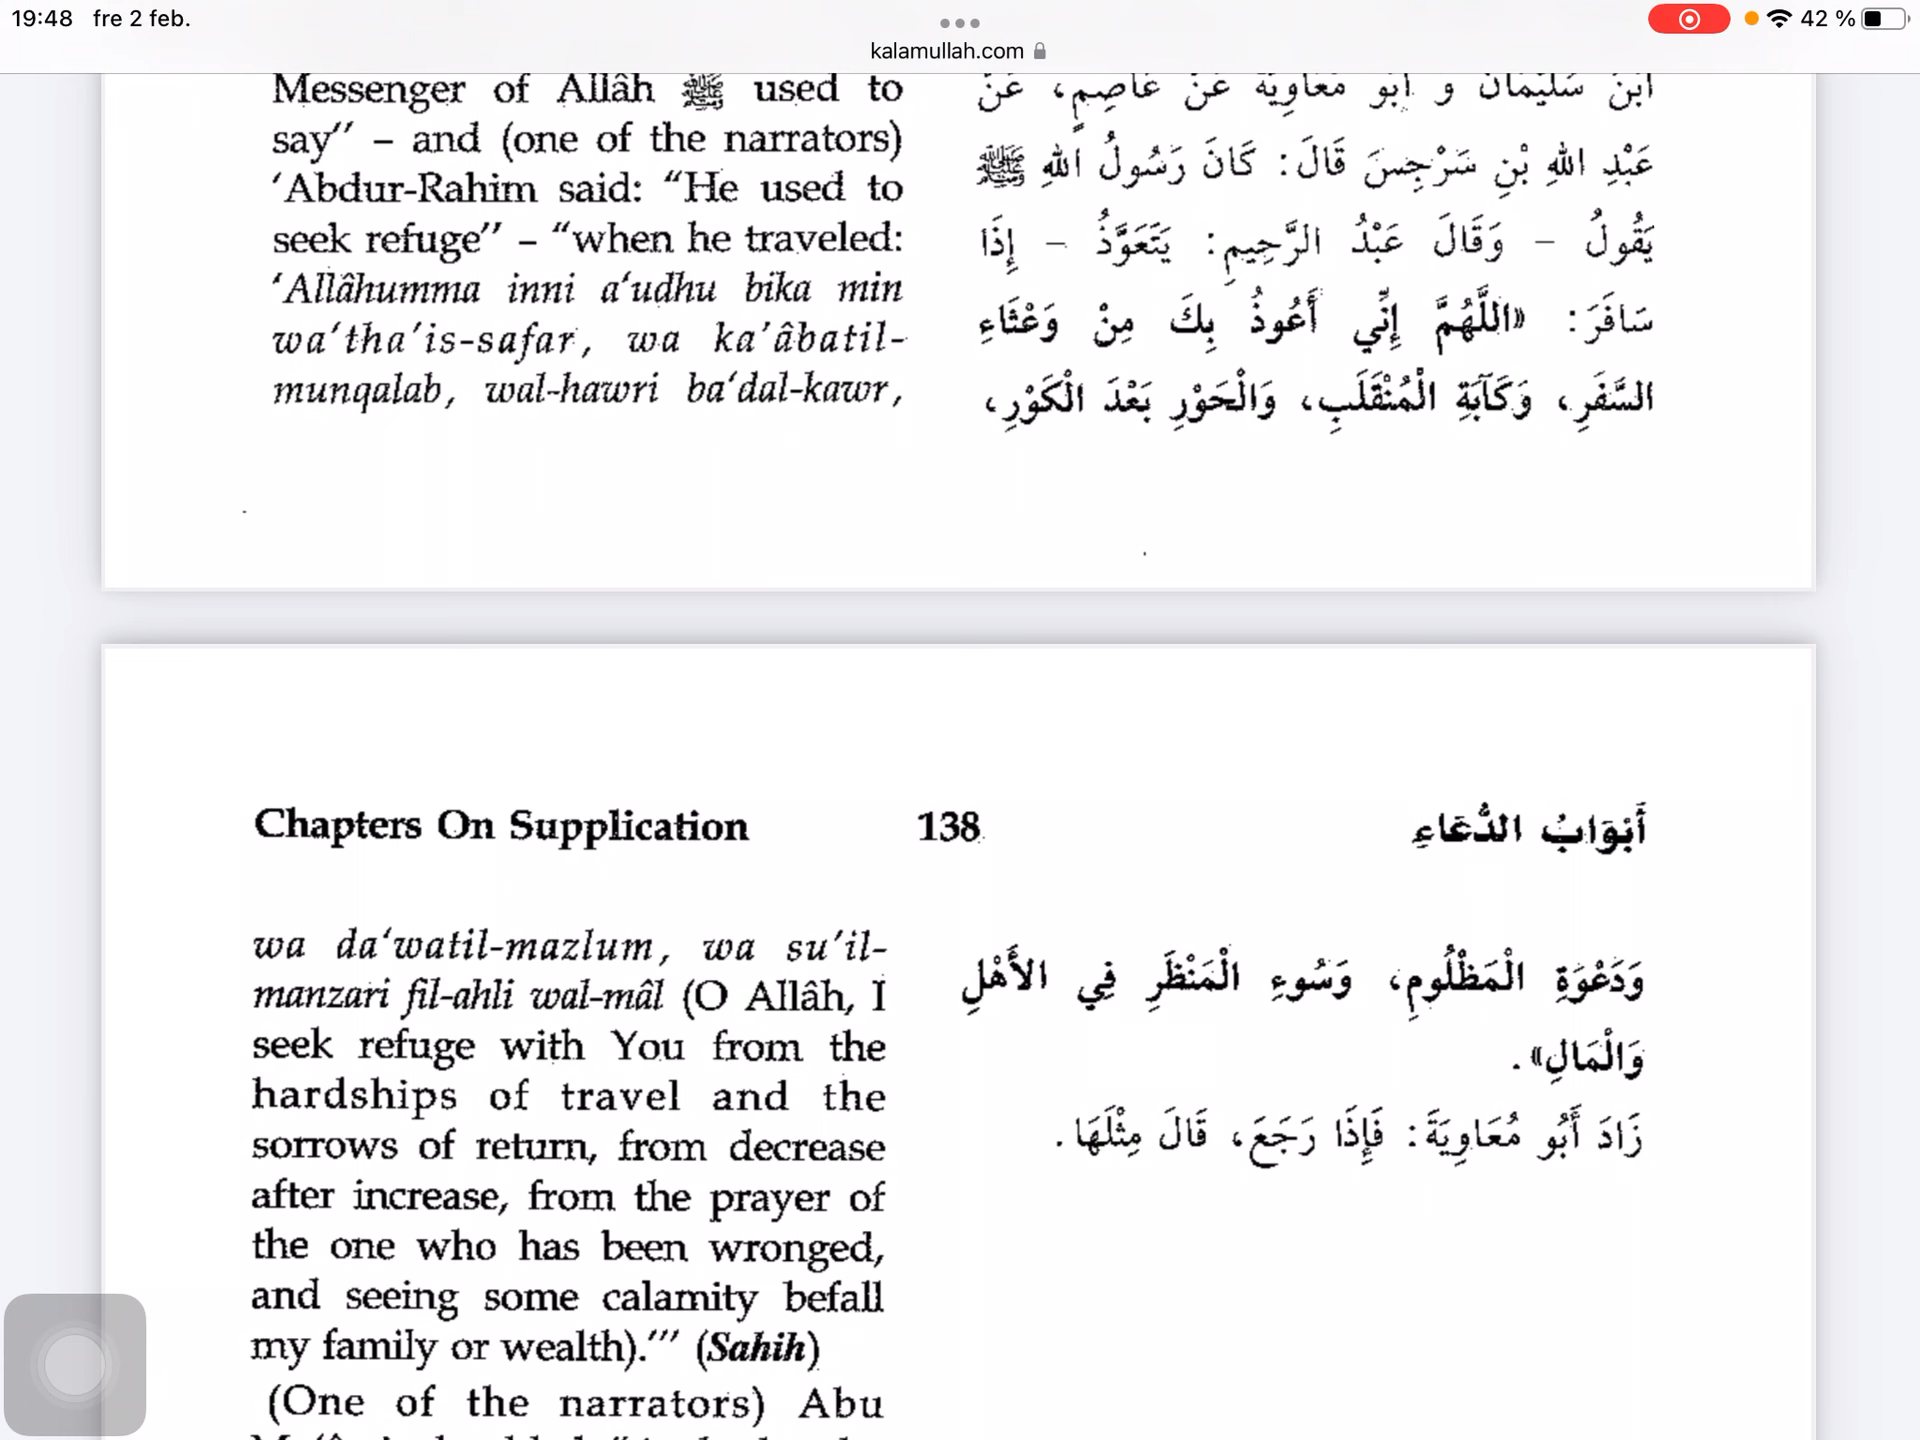 19:48 fre 2 feb.
42 %
kalamullah.com
Messenger of Allâh ﷺ used to
say” – and (one of the narrators)
‘Abdur-Rahim said: “He used to
seek refuge” – “when he traveled:
‘Allâhumma inni a‘udhu bika min
wa‘tha’is-safar, wa ka’âbatil-
munqalab, wal-hawri ba‘dal-kawr,
ابْنُ سُلَيْمَانَ وَ أَبُو مُعَاوِيَةَ عَنْ عَاصِمٍ، عَنْ
عَبْدِ اللهِ بْنِ سَرْجِسَ قَالَ: كَانَ رَسُولُ اللهِ ﷺ
يَقُولُ – وَقَالَ عَبْدُ الرَّحِيمِ: يَتَعَوَّذُ – إِذَا
سَافَرَ: «اللَّهُمَّ إِنِّي أَعُوذُ بِكَ مِنْ وَعْثَاءِ
السَّفَرِ، وَكَآبَةِ الْمُنْقَلَبِ، وَالْحَوْرِ بَعْدَ الْكَوْرِ،
Chapters On Supplication 138 أَبْوَابُ الدُّعَاءِ
wa da‘watil-mazlum, wa su’il-
manzari fil-ahli wal-mâl (O Allâh, I
seek refuge with You from the
hardships of travel and the
sorrows of return, from decrease
after increase, from the prayer of
the one who has been wronged,
and seeing some calamity befall
my family or wealth).’” (Sahih)
(One of the narrators) Abu
وَدَعْوَةِ الْمَظْلُومِ، وَسُوءِ الْمَنْظَرِ فِي الأَهْلِ
وَالْمَالِ».
زَادَ أَبُو مُعَاوِيَةَ: فَإِذَا رَجَعَ، قَالَ مِثْلَهَا.